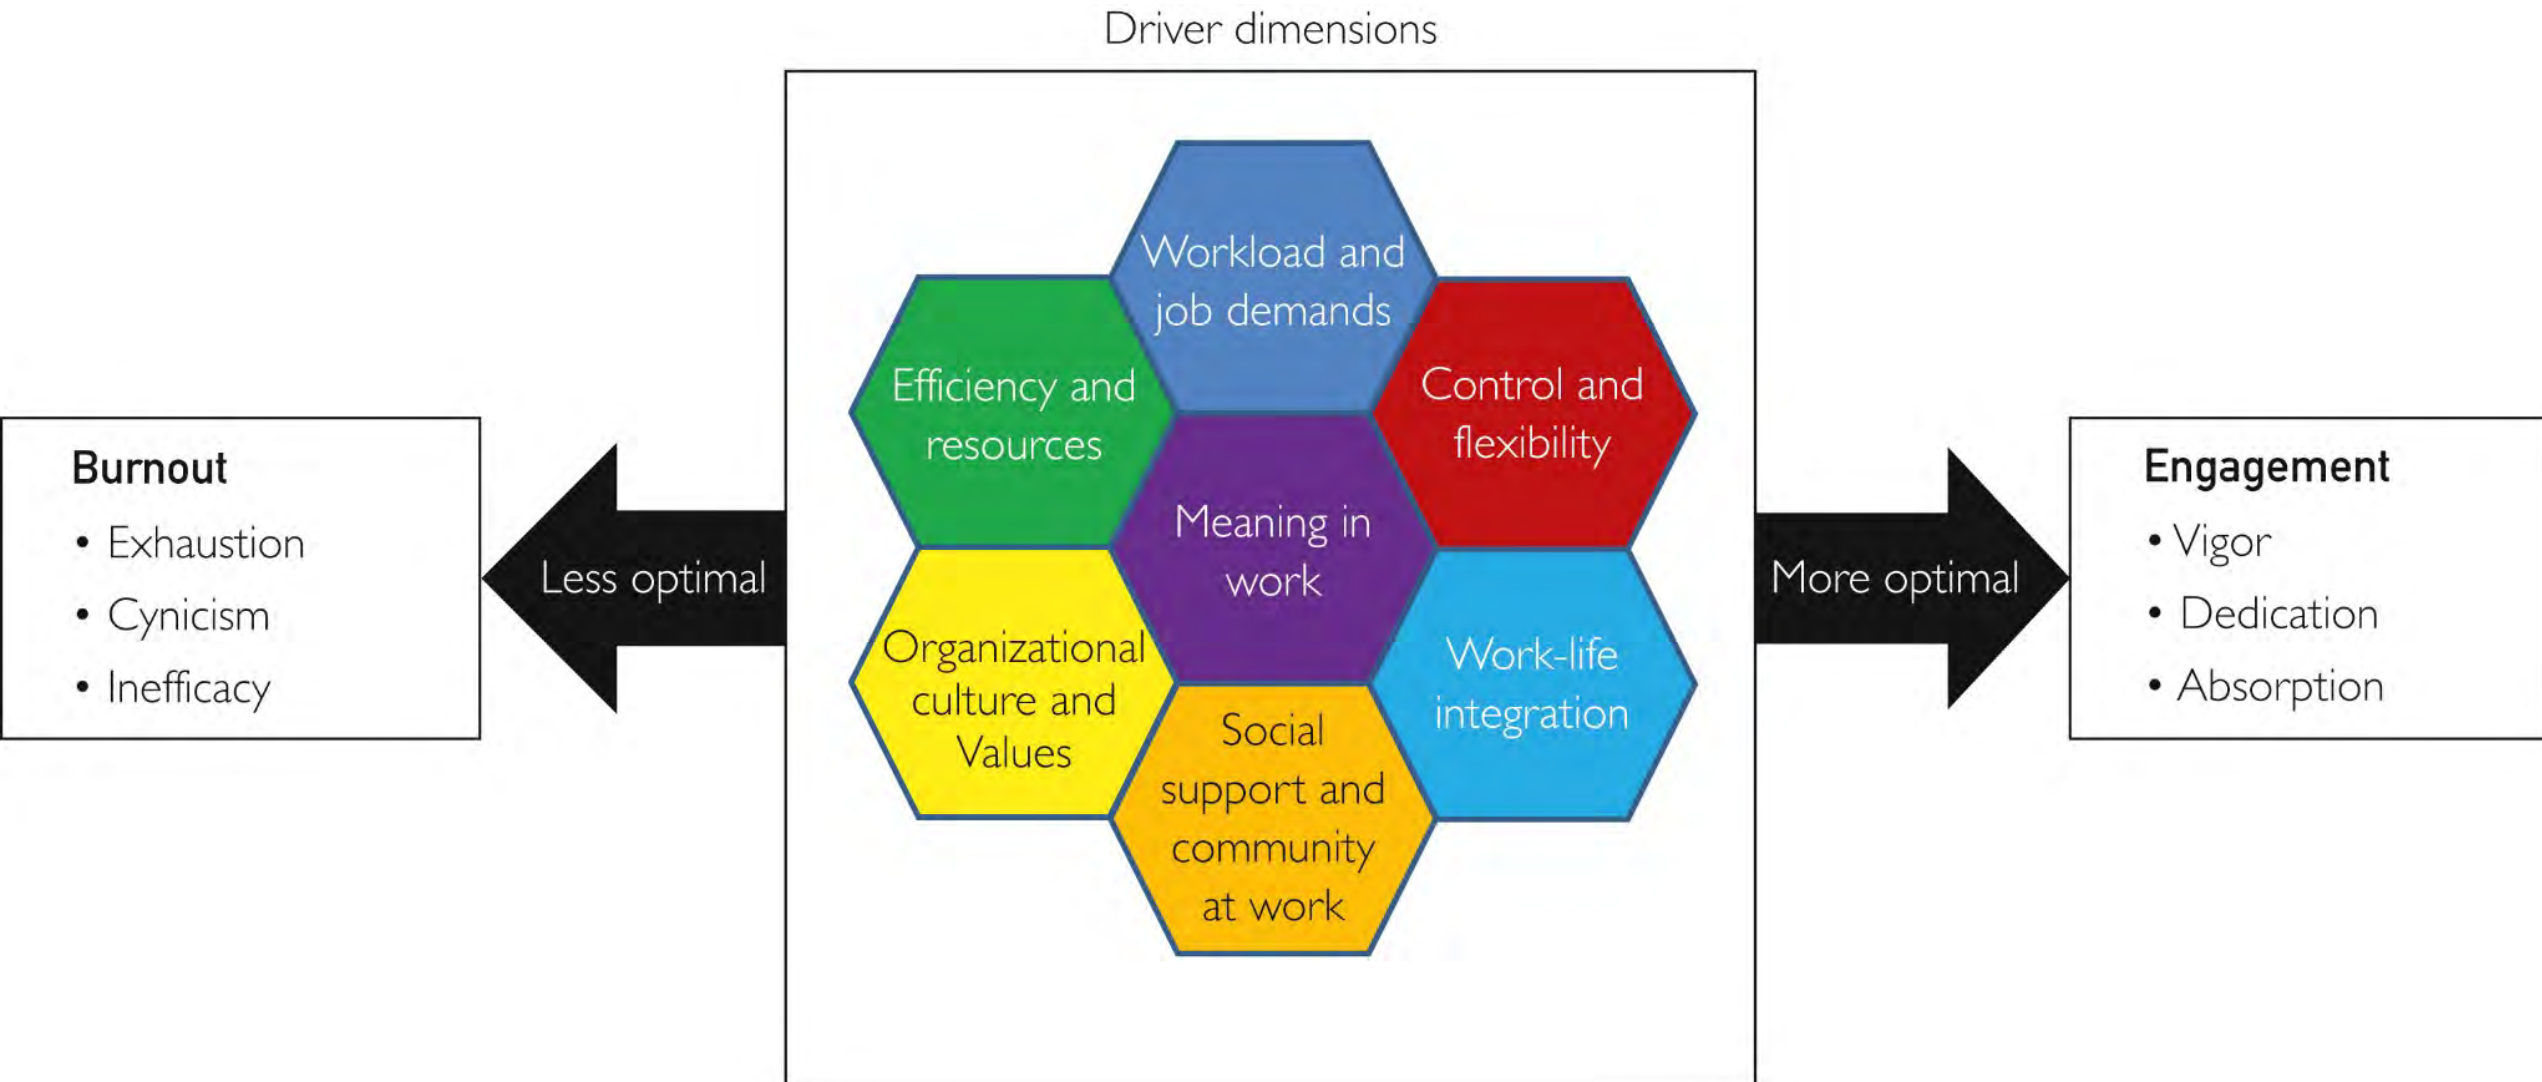 Driver dimensions
Workload and
job demands
Efficiency and
resources
Control and
flexibility
Meaning in
work
Organizational
culture and
Values
Work-life
integration
Social
support and
community
at work
Burnout
• Exhaustion
• Cynicism
• Inefficacy
Less optimal
More optimal
Engagement
• Vigor
• Dedication
• Absorption